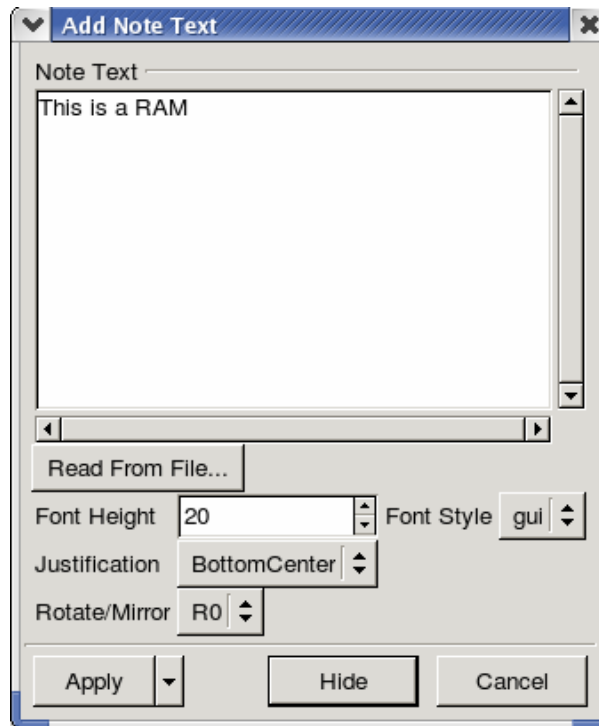 Add Note Text
Note Text
This is a RAM
Read From File...
Font Height 20 Font Style gui
Justification BottomCenter
Rotate/Mirror R0
Apply Hide Cancel